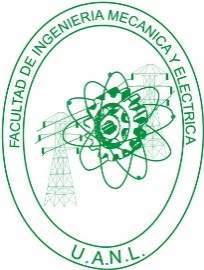 FACULTAD DE INGENIERIA MECANICA Y ELECTRICA
U.A.N.L.